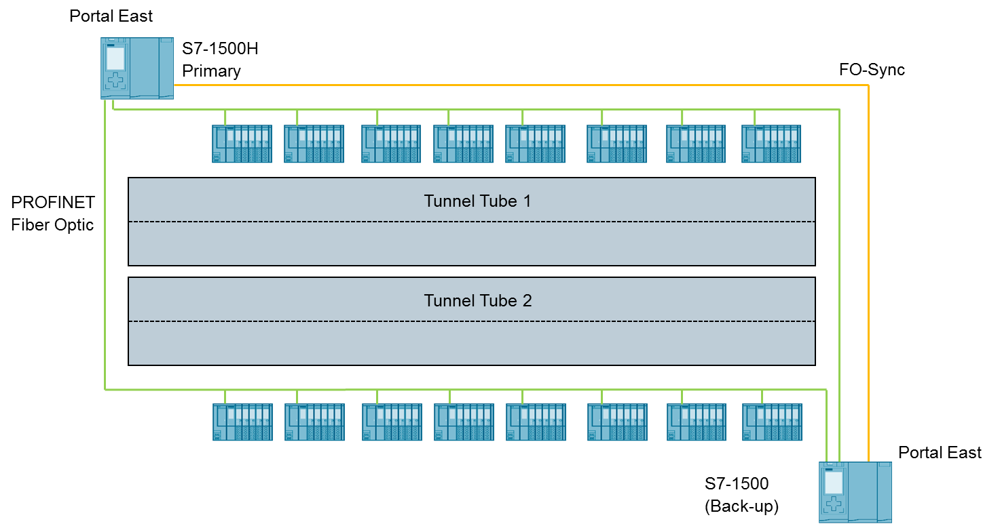 Portal East
S7-1500H
Primary
FO-Sync
PROFINET
Fiber Optic
Tunnel Tube 1
Tunnel Tube 2
Portal East
S7-1500
(Back-up)